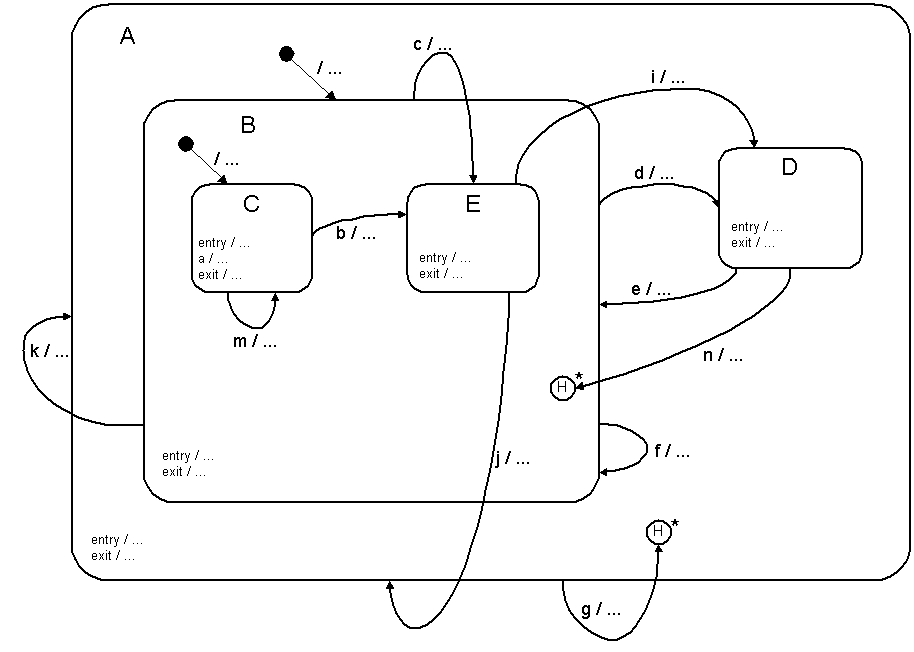 A
/ ...
c / ...
i / ...
B
/ ...
d / ...
D
entry / ...
exit / ...
C
entry / ...
a / ...
exit / ...
b / ...
E
entry / ...
exit / ...
m / ...
e / ...
n / ...
k / ...
H*
entry / ...
exit / ...
j / ...
f / ...
entry / ...
exit / ...
H*
g / ...